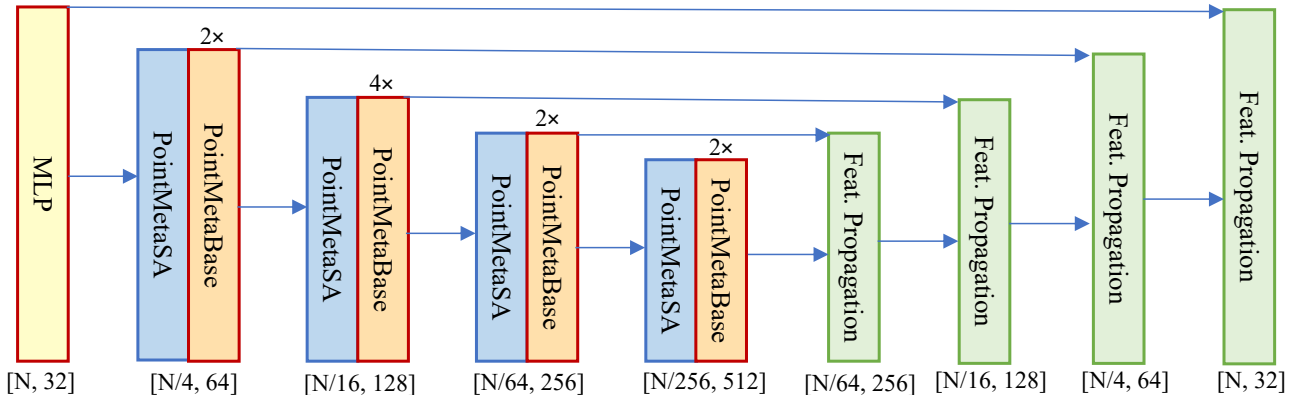 MLP
[N, 32]
PointMetaSA
2×
PointMetaBase
[N/4, 64]
PointMetaSA
4×
PointMetaBase
[N/16, 128]
PointMetaSA
2×
PointMetaBase
[N/64, 256]
PointMetaSA
2×
PointMetaBase
[N/256, 512]
Feat. Propagation
[N/64, 256]
Feat. Propagation
[N/16, 128]
Feat. Propagation
[N/4, 64]
Feat. Propagation
[N, 32]